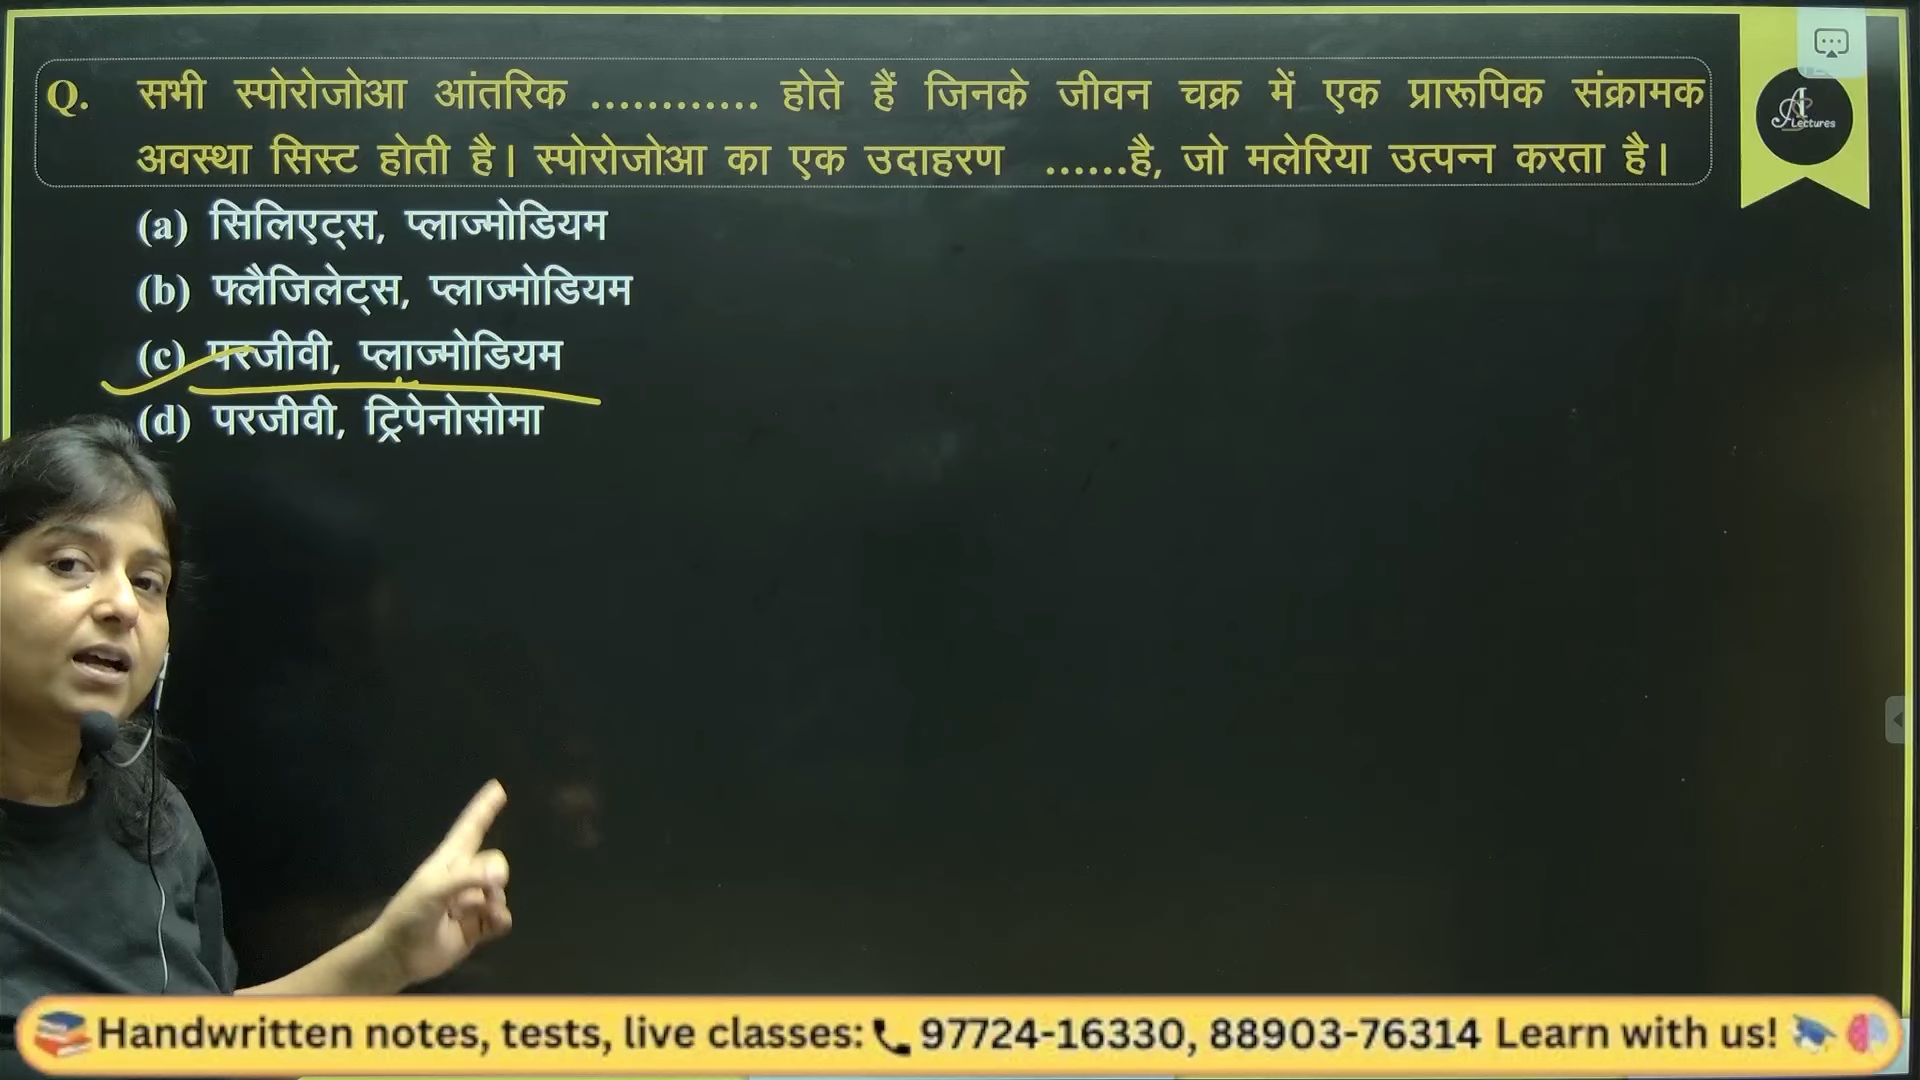 Q. सभी स्पोरोजोआ आंतरिक ............ होते हैं जिनके जीवन चक्र में एक प्रारूपिक संक्रामक
अवस्था सिस्ट होती है। स्पोरोजोआ का एक उदाहरण ......है, जो मलेरिया उत्पन्न करता है।
(a) सिलिएट्स, प्लाज्मोडियम
(b) फ्लैजिलेट्स, प्लाज्मोडियम
(c) परजीवी, प्लाज्मोडियम
(d) परजीवी, ट्रिपेनोसोमा
Lectures
Handwritten notes, tests, live classes: 97724-16330, 88903-76314 Learn with us!